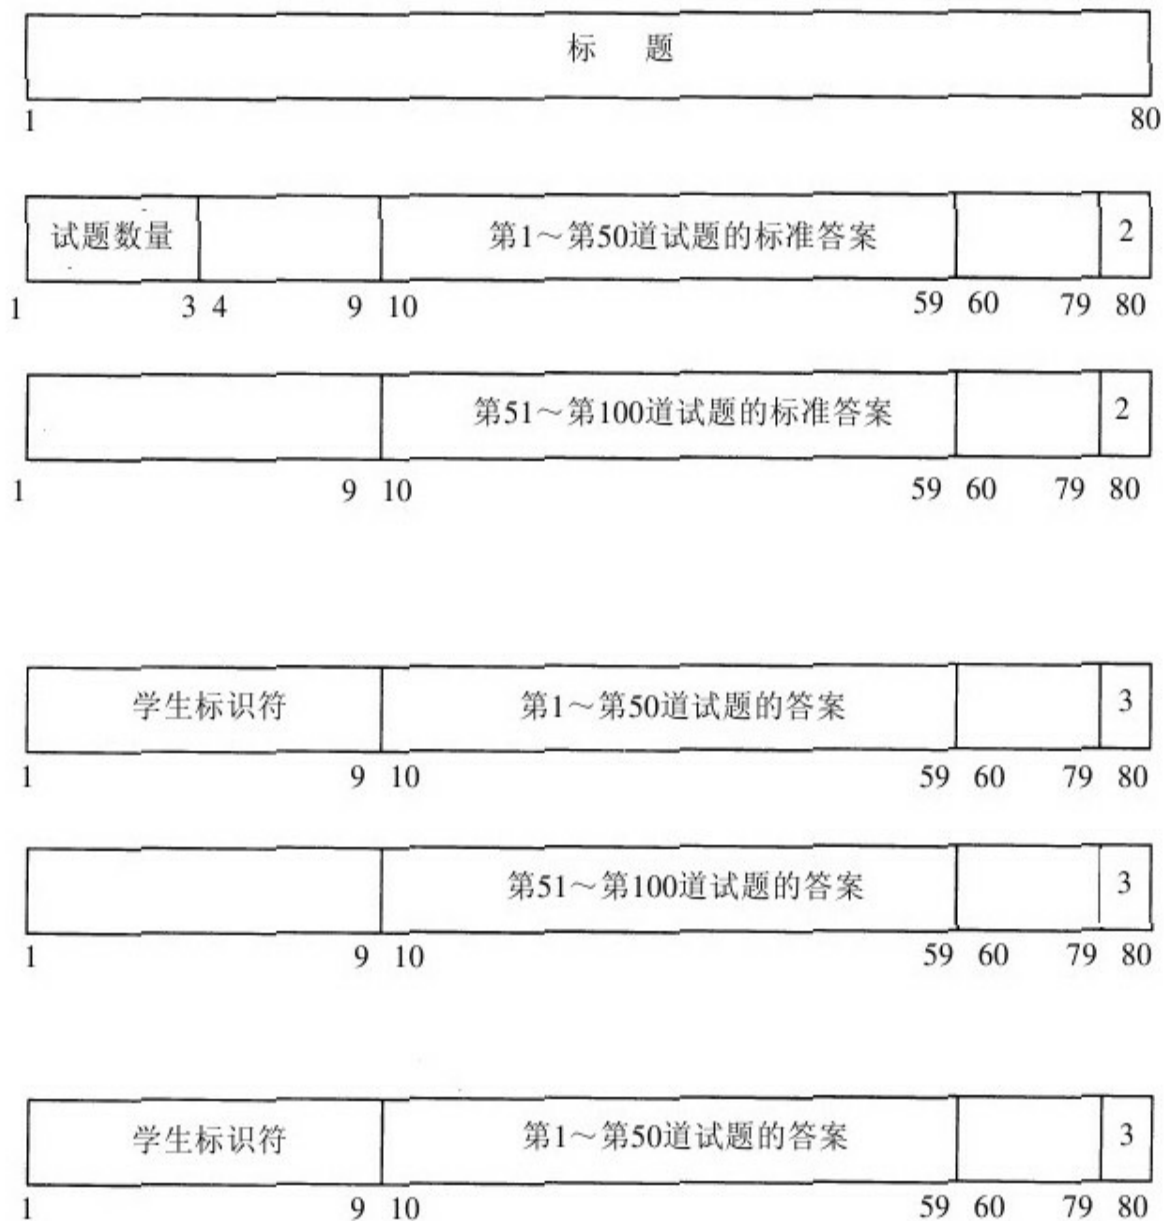 标 题
1 80
试题数量 第1～第50道试题的标准答案 2
1 3 4 9 10 59 60 79 80
第51～第100道试题的标准答案 2
1 9 10 59 60 79 80
学生标识符 第1～第50道试题的答案 3
1 9 10 59 60 79 80
第51～第100道试题的答案 3
1 9 10 59 60 79 80
学生标识符 第1～第50道试题的答案 3
1 9 10 59 60 79 80